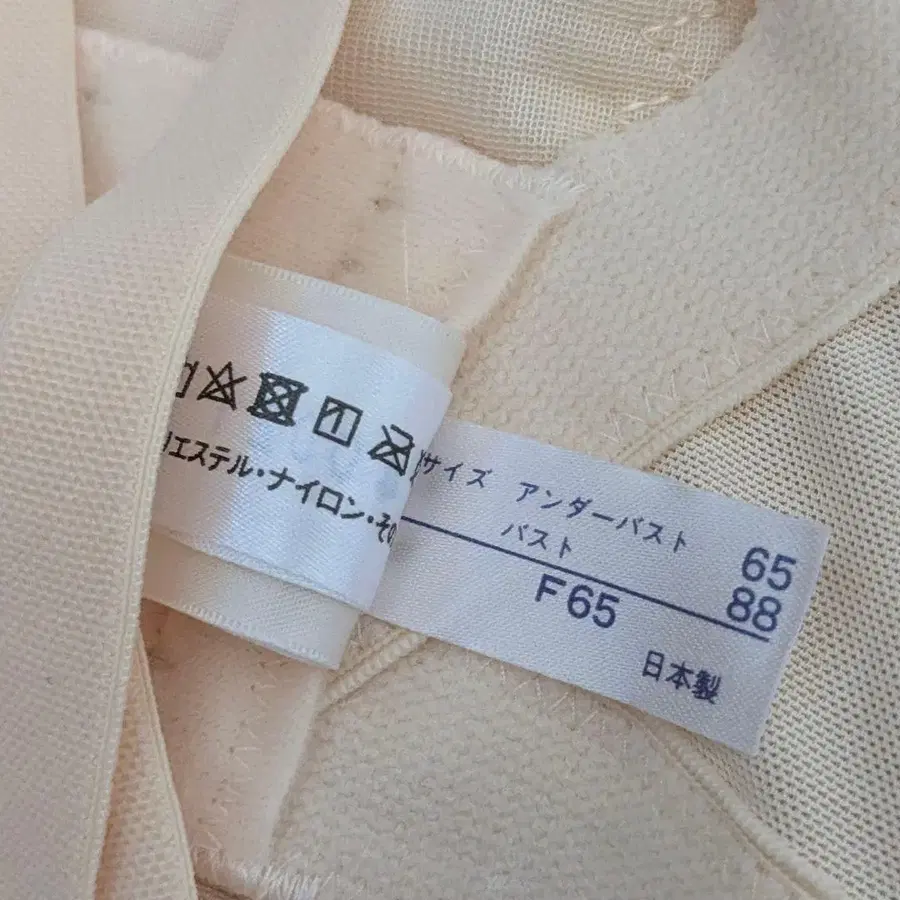 エステル・ナイロン・その
サイズ アンダーバスト 65
バスト 88
F65
日本製